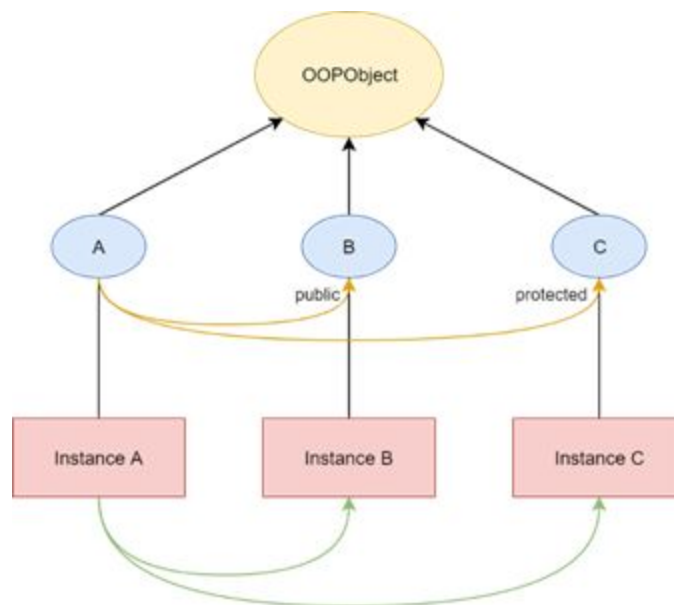 OOPObject
A
B
C
public
protected
Instance A
Instance B
Instance C